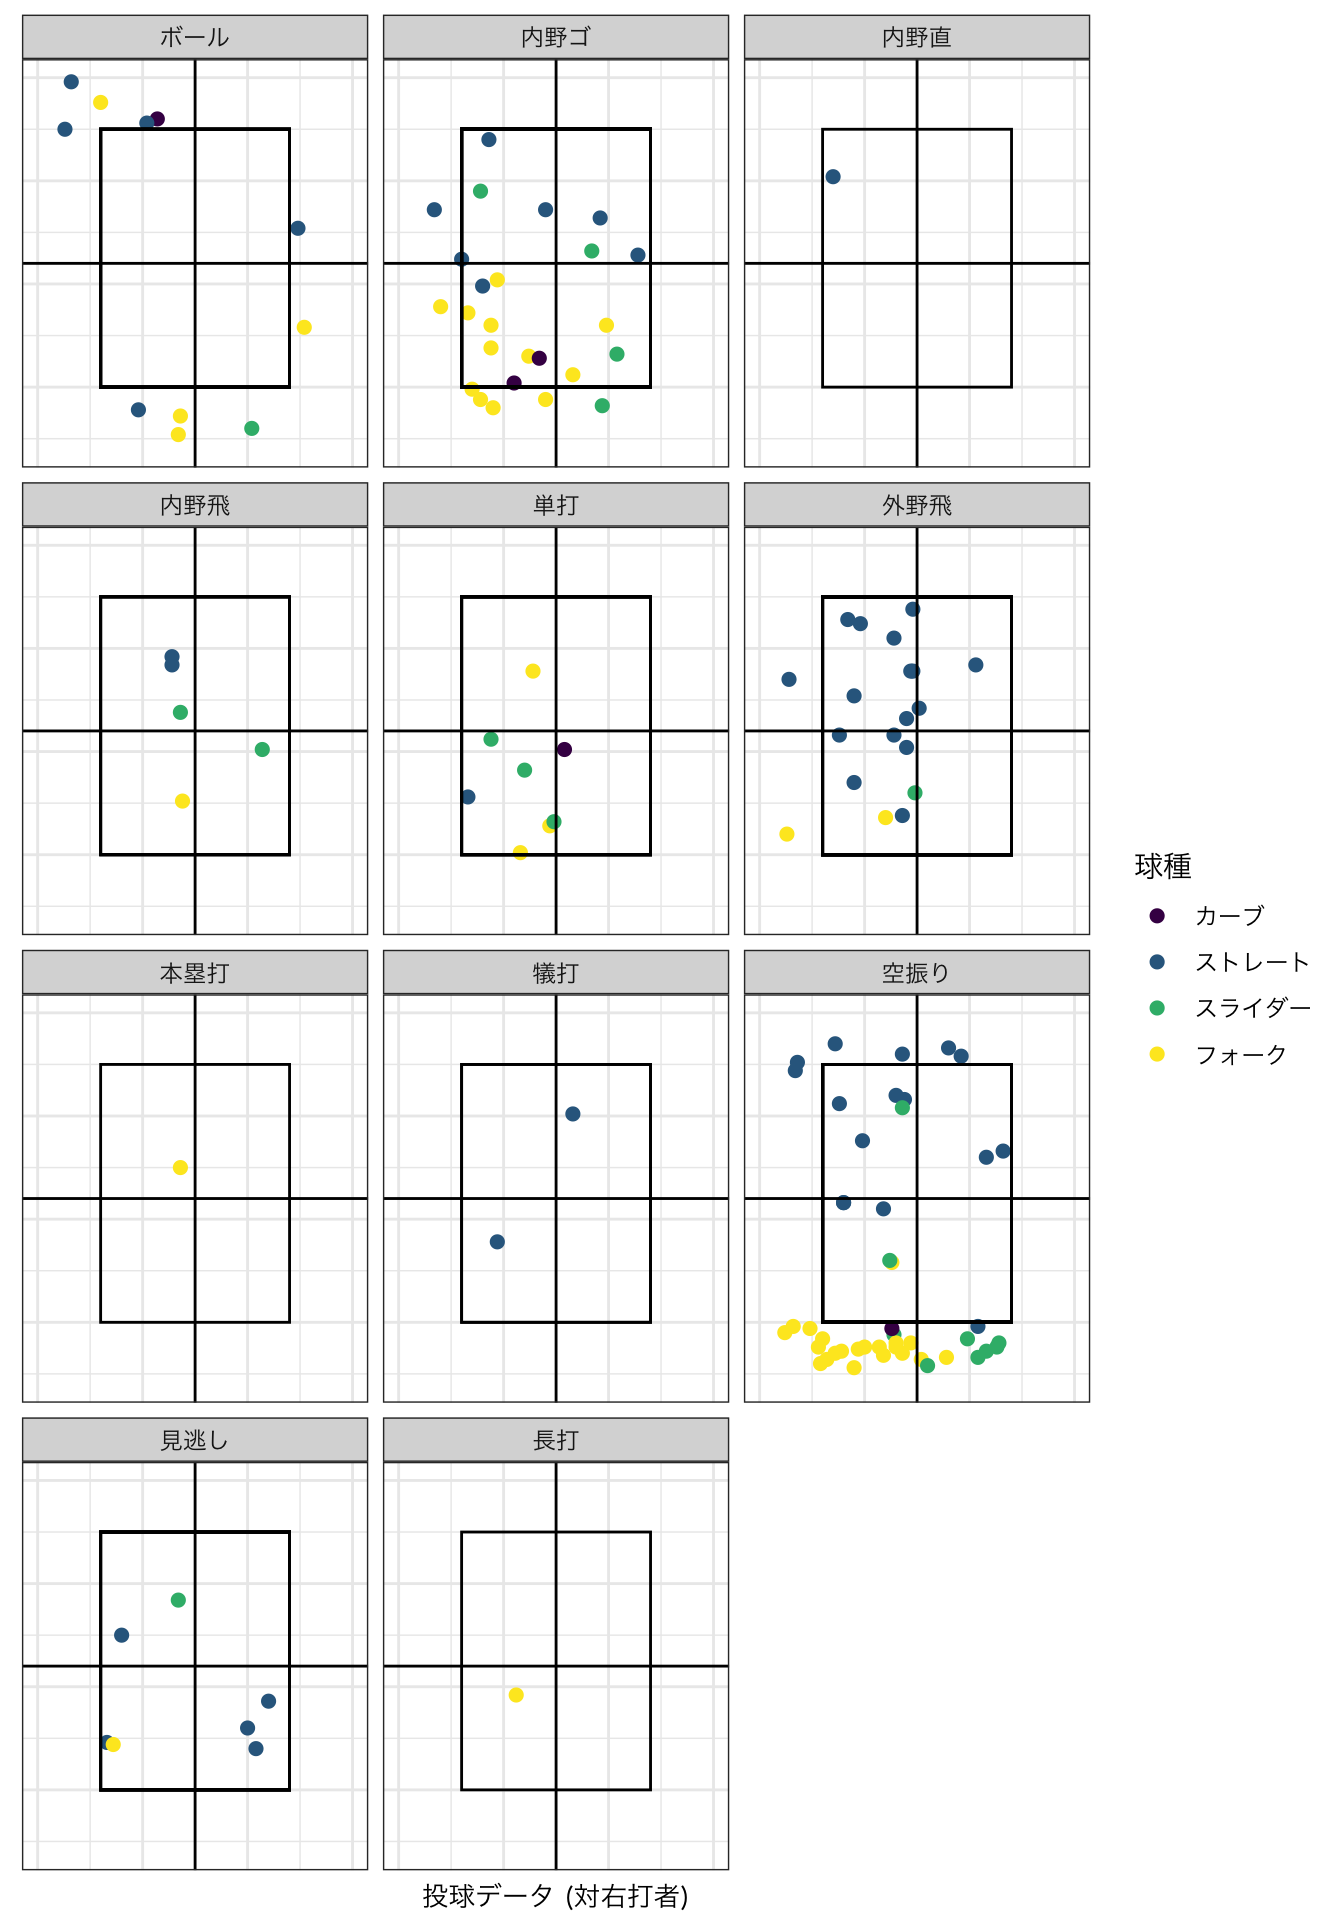 ボール
内野ゴ
内野直
内野飛
単打
外野飛
本塁打
犠打
空振り
見逃し
長打
球種
カーブ
ストレート
スライダー
フォーク
投球データ (対右打者)